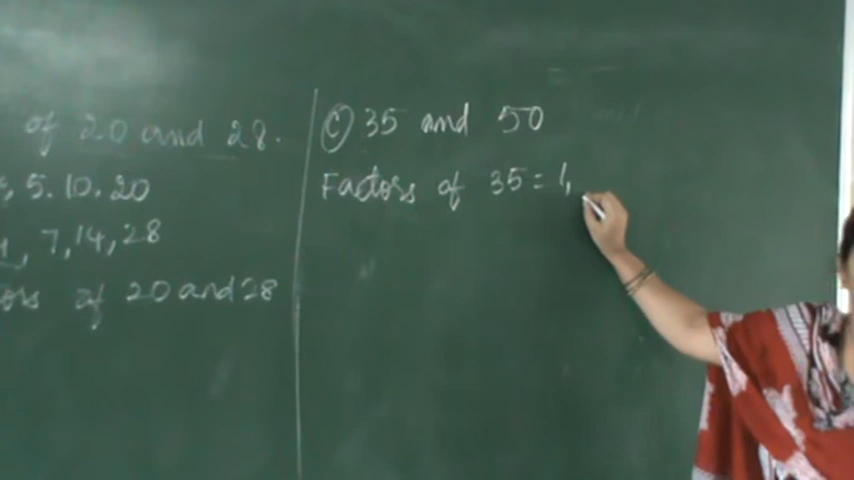 of 20 and 28.
, 5. 10. 20
, 7, 14, 28
of 20 and 28
(C) 35 and 50
Factors of 35 = 1,